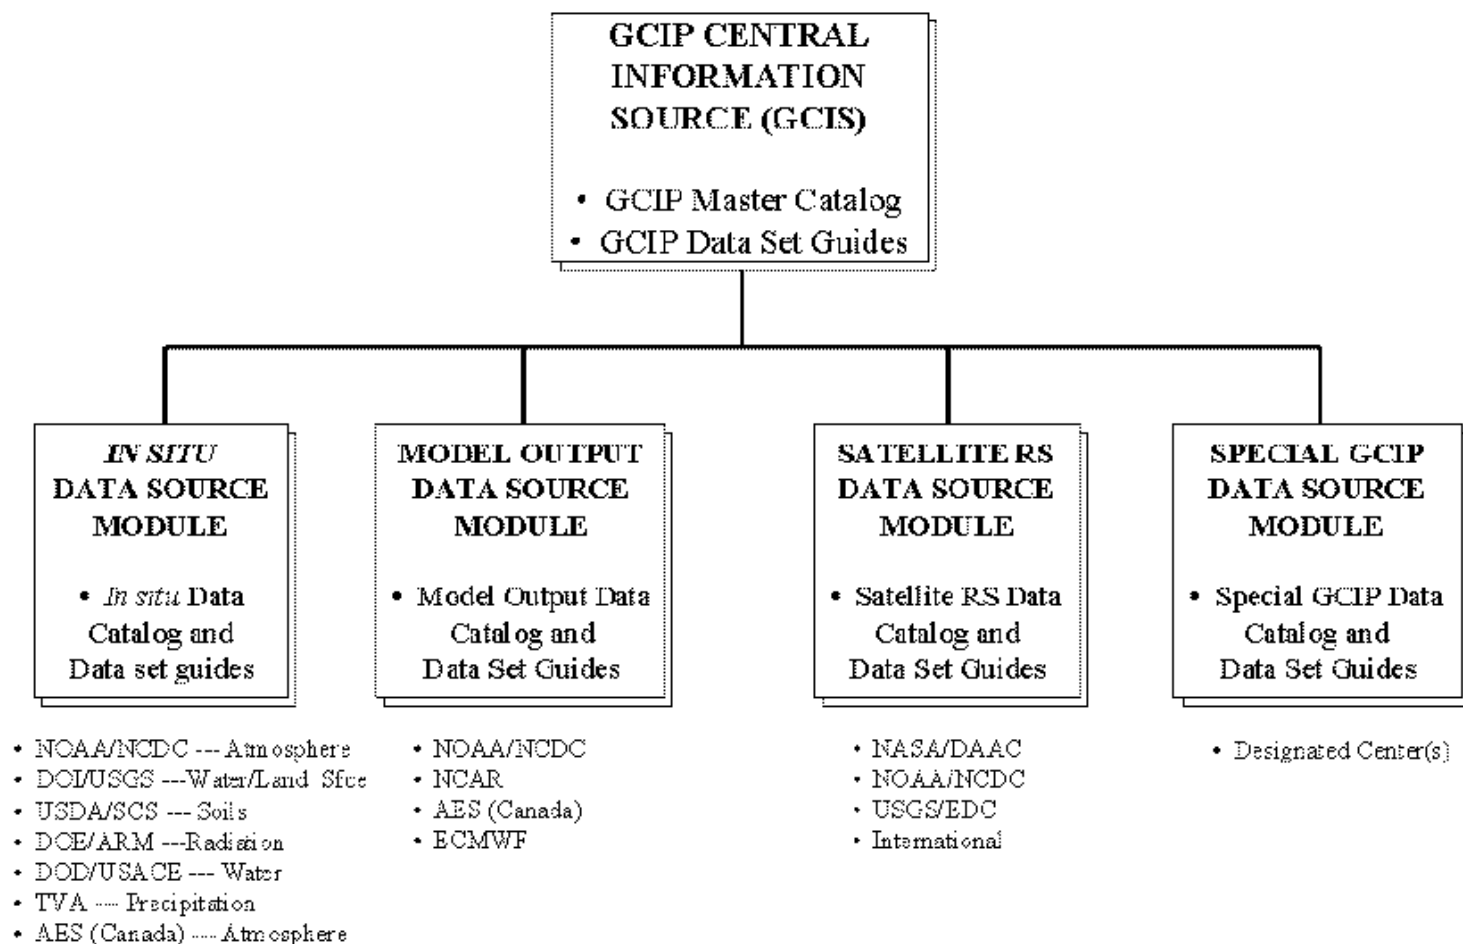 GCIP CENTRAL
INFORMATION
SOURCE (GCIS)
• GCIP Master Catalog
• GCIP Data Set Guides
IN SITU
DATA SOURCE
MODULE
• In situ Data
Catalog and
Data set guides
MODEL OUTPUT
DATA SOURCE
MODULE
• Model Output Data
Catalog and
Data Set Guides
SATELLITE RS
DATA SOURCE
MODULE
• Satellite RS Data
Catalog and
Data Set Guides
SPECIAL GCIP
DATA SOURCE
MODULE
• Special GCIP Data
Catalog and
Data Set Guides
• NOAA/NCDC --- Atmosphere
• DOI/USGS ---Water/Land Sfce
• USDA/SCS --- Soils
• DOE/ARM ---Radiation
• DOD/USACE --- Water
• TVA ---- Precipitation
• AES (Canada) ---- Atmosphere
• NOAA/NCDC
• NCAR
• AES (Canada)
• ECMWF
• NASA/DAAC
• NOAA/NCDC
• USGS/EDC
• International
• Designated Center(s)